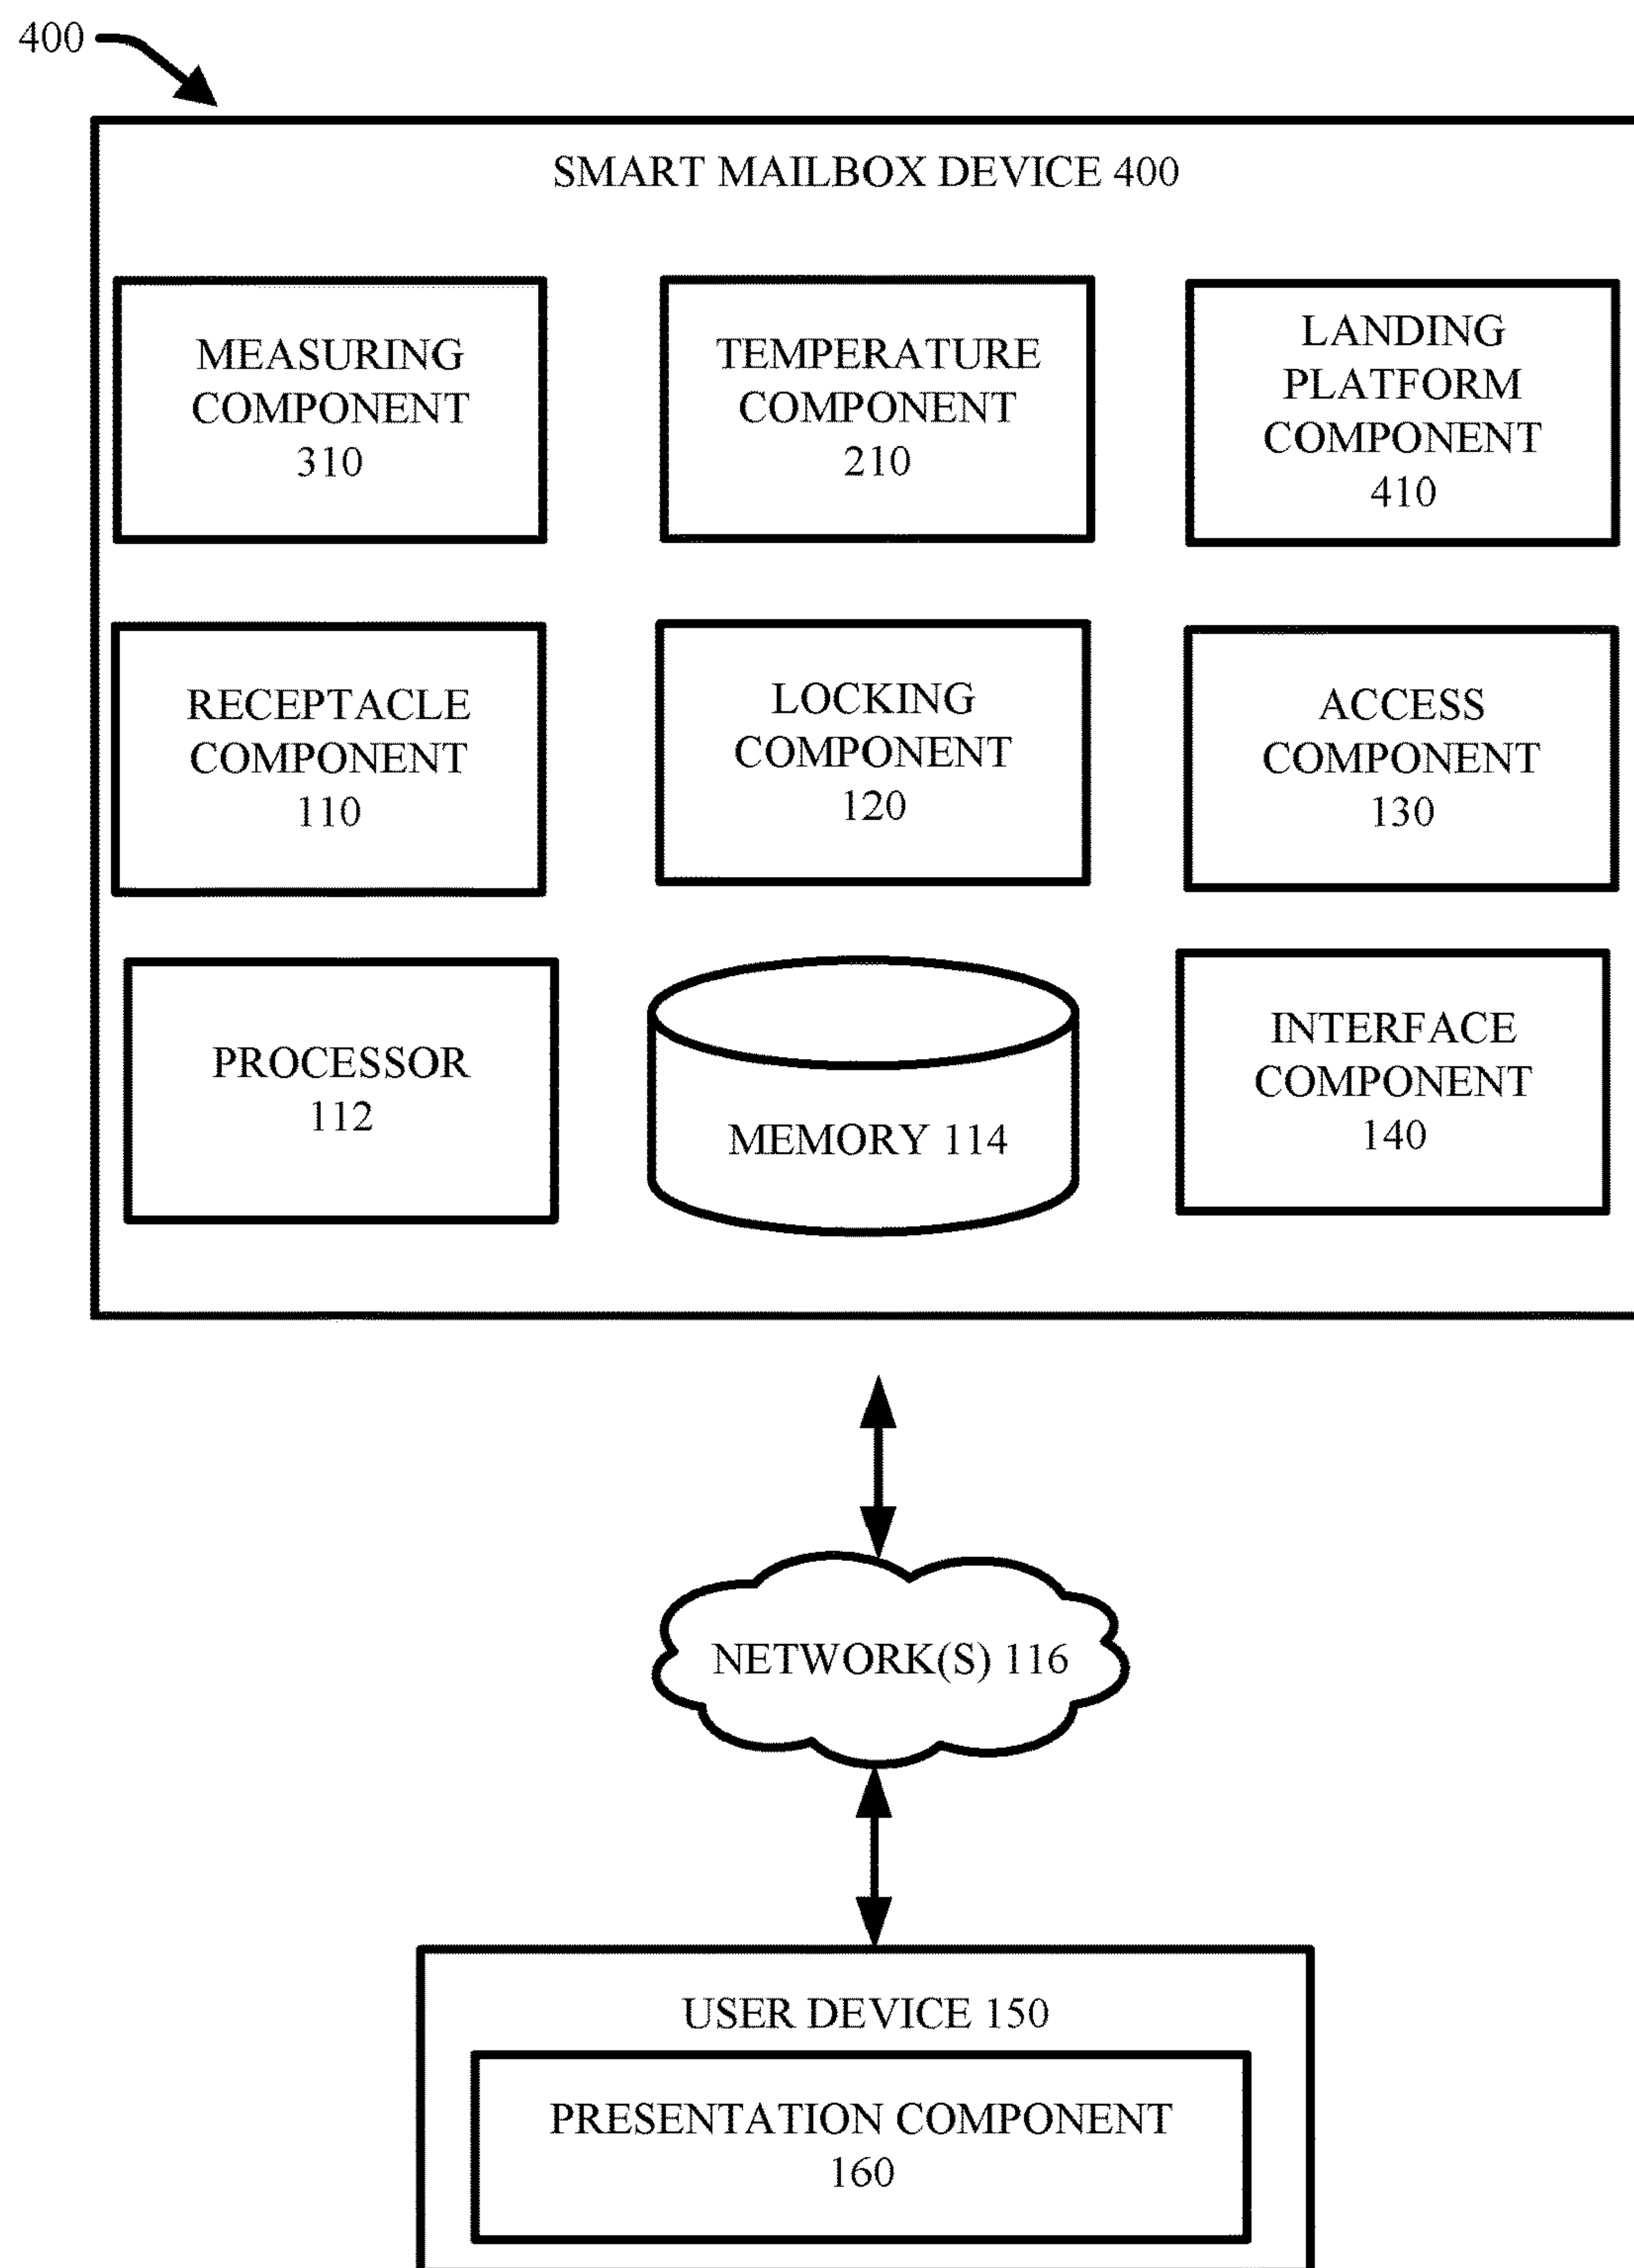 400
SMART MAILBOX DEVICE 400
MEASURING
COMPONENT
310
TEMPERATURE
COMPONENT
210
LANDING
PLATFORM
COMPONENT
410
RECEPTACLE
COMPONENT
110
LOCKING
COMPONENT
120
ACCESS
COMPONENT
130
PROCESSOR
112
MEMORY 114
INTERFACE
COMPONENT
140
NETWORK(S) 116
USER DEVICE 150
PRESENTATION COMPONENT
160